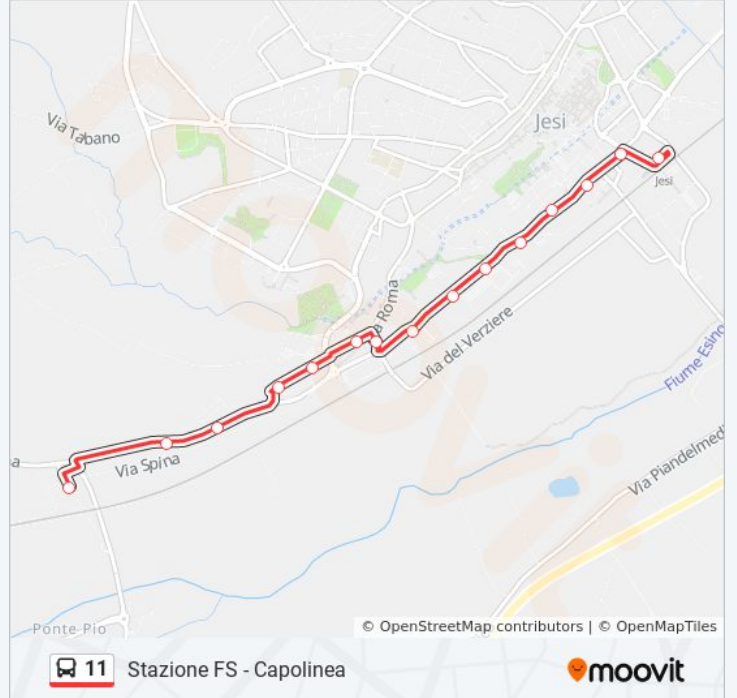 Via Tabano
Jesi
Jesi
a Roma
Via del Verziere
Fiume Esino
Via Piandelmed
a
Via Spina
Ponte Pio
© OpenStreetMap contributors | © OpenMapTiles
11 Stazione FS - Capolinea
moovit